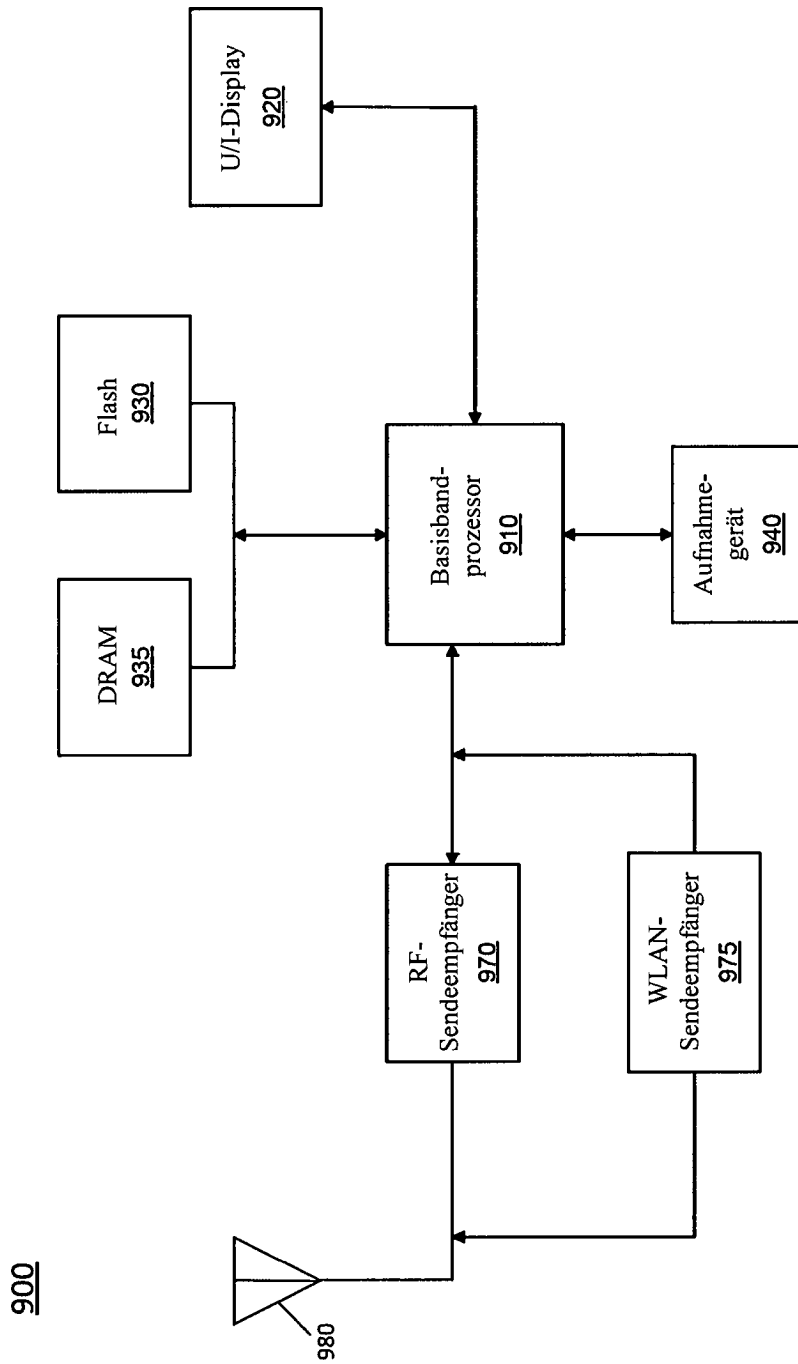 900
DRAM
935
Flash
930
U/I-Display
920
980
RF-
Sendeempfänger
970
Basisband-
prozessor
910
WLAN-
Sendeempfänger
975
Aufnahme-
gerät
940